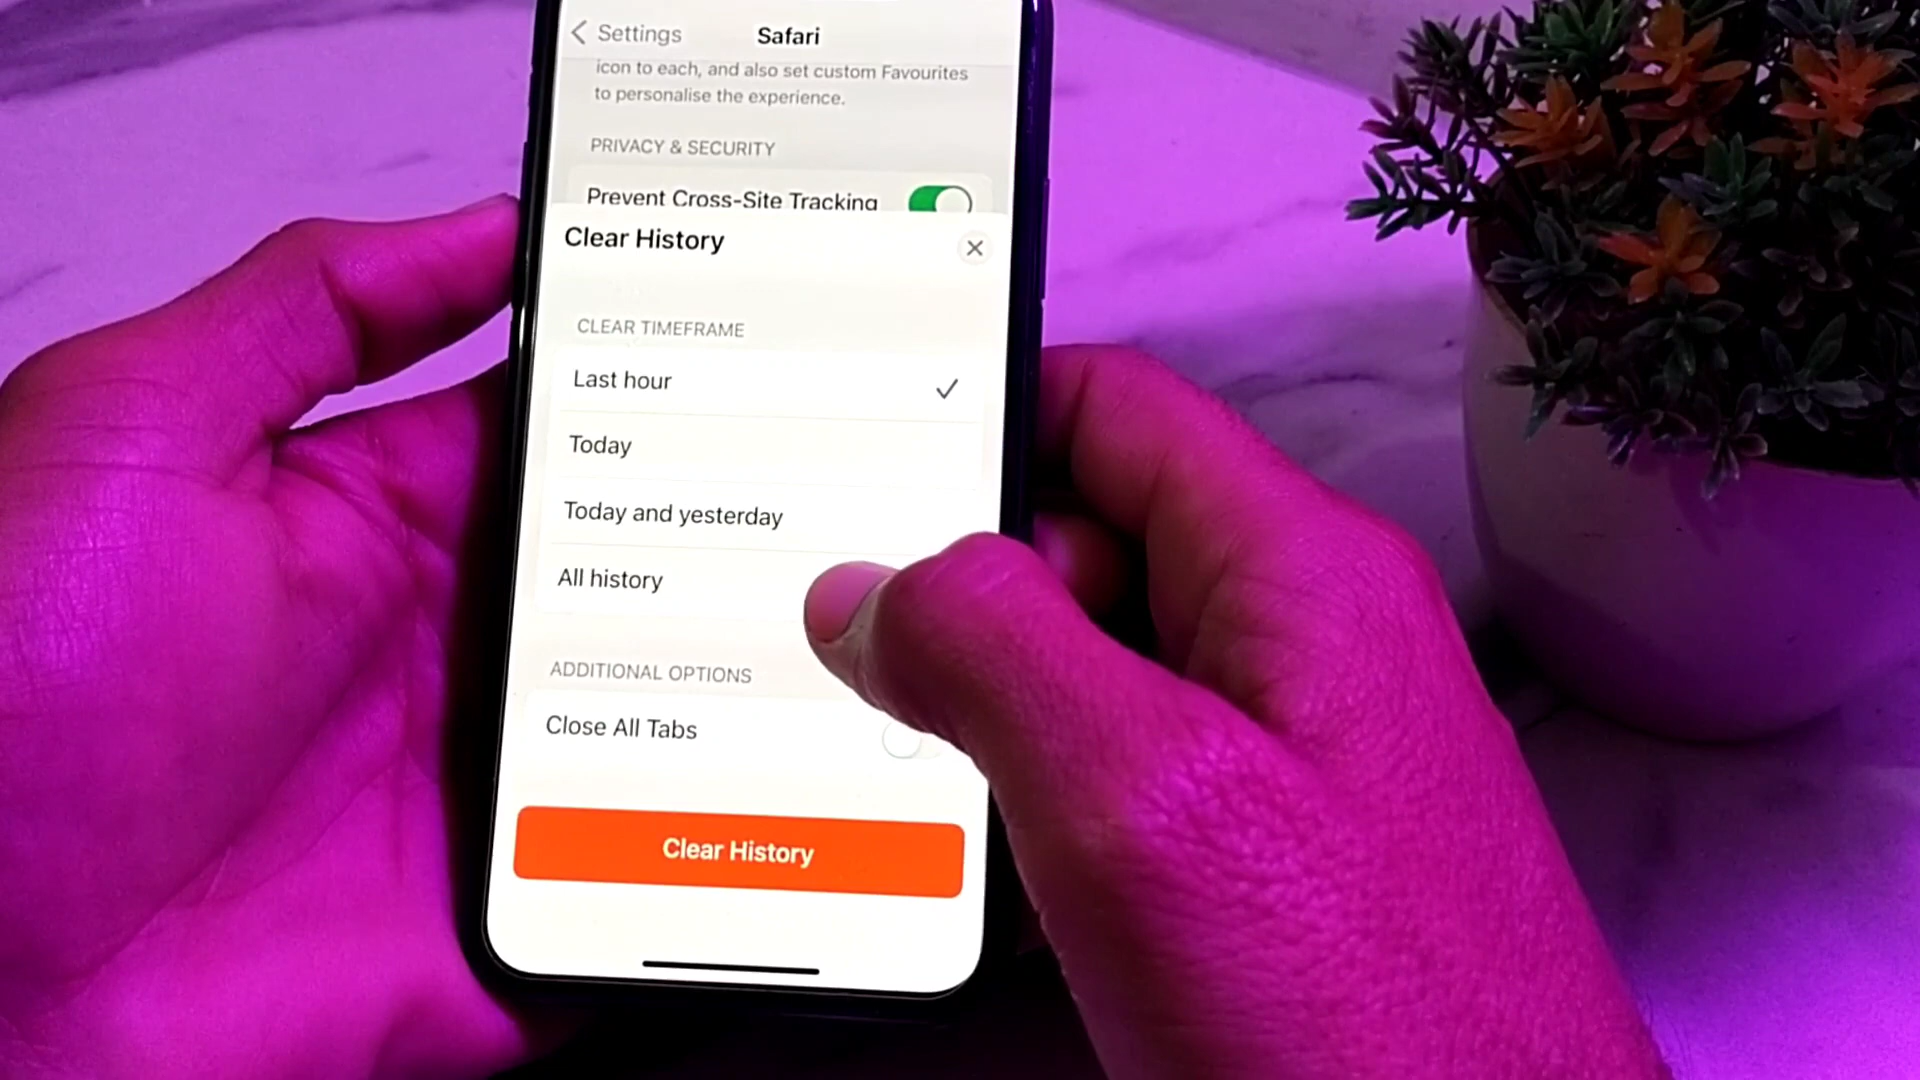 Settings
Safari
icon to each, and also set custom Favourites
to personalise the experience.
PRIVACY & SECURITY
Prevent Cross-Site Tracking
Clear History
CLEAR TIMEFRAME
Last hour
Today
Today and yesterday
All history
ADDITIONAL OPTIONS
Close All Tabs
Clear History